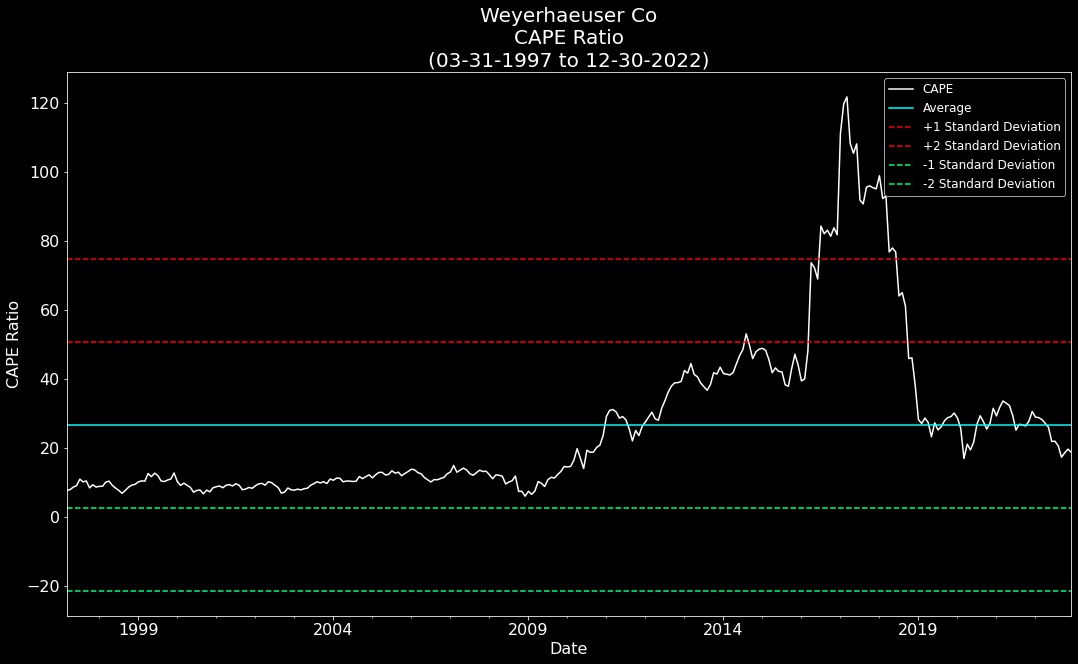 Weyerhaeuser Co
CAPE Ratio
(03-31-1997 to 12-30-2022)
CAPE
Average
+1 Standard Deviation
+2 Standard Deviation
-1 Standard Deviation
-2 Standard Deviation
CAPE Ratio
120
100
80
60
40
20
0
−20
1999 2004 2009 2014 2019
Date